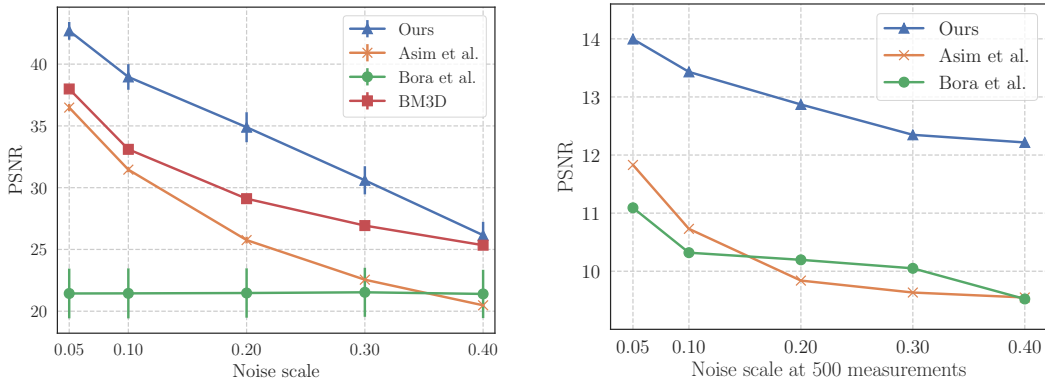 PSNR
40
35
30
25
20
Ours
Asim et al.
Bora et al.
BM3D
0.05 0.10 0.20 0.30 0.40
Noise scale
PSNR
14
13
12
11
10
Ours
Asim et al.
Bora et al.
0.05 0.10 0.20 0.30 0.40
Noise scale at 500 measurements